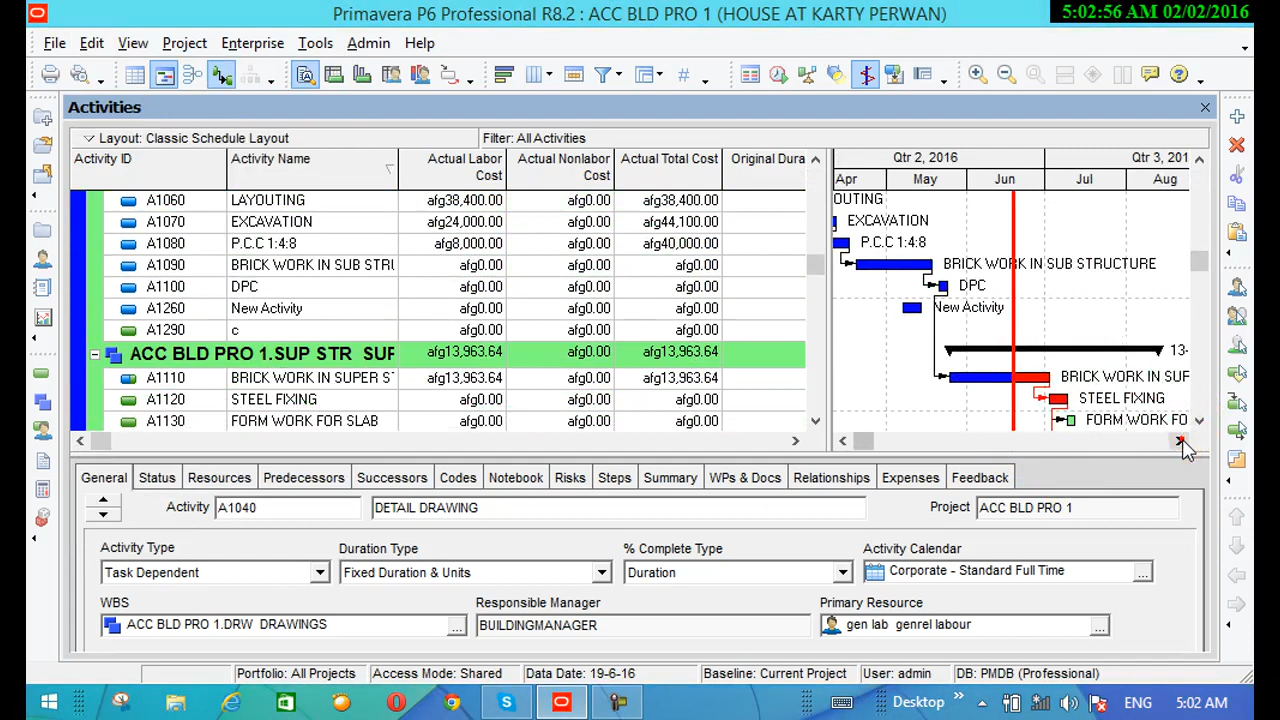 Primavera P6 Professional R8.2 : ACC BLD PRO 1 (HOUSE AT KARTY PERWAN)
5:02:56 AM 02/02/2016
File Edit View Project Enterprise Tools Admin Help
Activities
Layout: Classic Schedule Layout Filter: All Activities
Activity ID Activity Name Actual Labor Cost Actual Nonlabor Cost Actual Total Cost Original Dura
Qtr 2, 2016 Qtr 3, 201
Apr May Jun Jul Aug
A1060 LAYOUTING afg38,400.00 afg0.00 afg38,400.00 OUTING
A1070 EXCAVATION afg24,000.00 afg0.00 afg44,100.00 EXCAVATION
A1080 P.C.C 1:4:8 afg8,000.00 afg0.00 afg40,000.00 P.C.C 1:4:8
A1090 BRICK WORK IN SUB STRU afg0.00 afg0.00 afg0.00 BRICK WORK IN SUB STRUCTURE
A1100 DPC afg0.00 afg0.00 afg0.00 DPC
A1260 New Activity afg0.00 afg0.00 afg0.00 New Activity
A1290 c afg0.00 afg0.00 afg0.00
ACC BLD PRO 1.SUP STR SUP afg13,963.64 afg0.00 afg13,963.64 13-
A1110 BRICK WORK IN SUPER S afg13,963.64 afg0.00 afg13,963.64 BRICK WORK IN SUP
A1120 STEEL FIXING afg0.00 afg0.00 afg0.00 STEEL FIXING
A1130 FORM WORK FOR SLAB afg0.00 afg0.00 afg0.00 FORM WORK FO
General Status Resources Predecessors Successors Codes Notebook Risks Steps Summary WPs & Docs Relationships Expenses Feedback
Activity A1040 DETAIL DRAWING Project ACC BLD PRO 1
Activity Type Duration Type % Complete Type Activity Calendar
Task Dependent Fixed Duration & Units Duration Corporate - Standard Full Time ...
WBS Responsible Manager Primary Resource
ACC BLD PRO 1.DRW DRAWINGS ... BUILDINGMANAGER gen lab genrel labour ...
Portfolio: All Projects Access Mode: Shared Data Date: 19-6-16 Baseline: Current Project User: admin DB: PMDB (Professional)
Desktop » ENG 5:02 AM